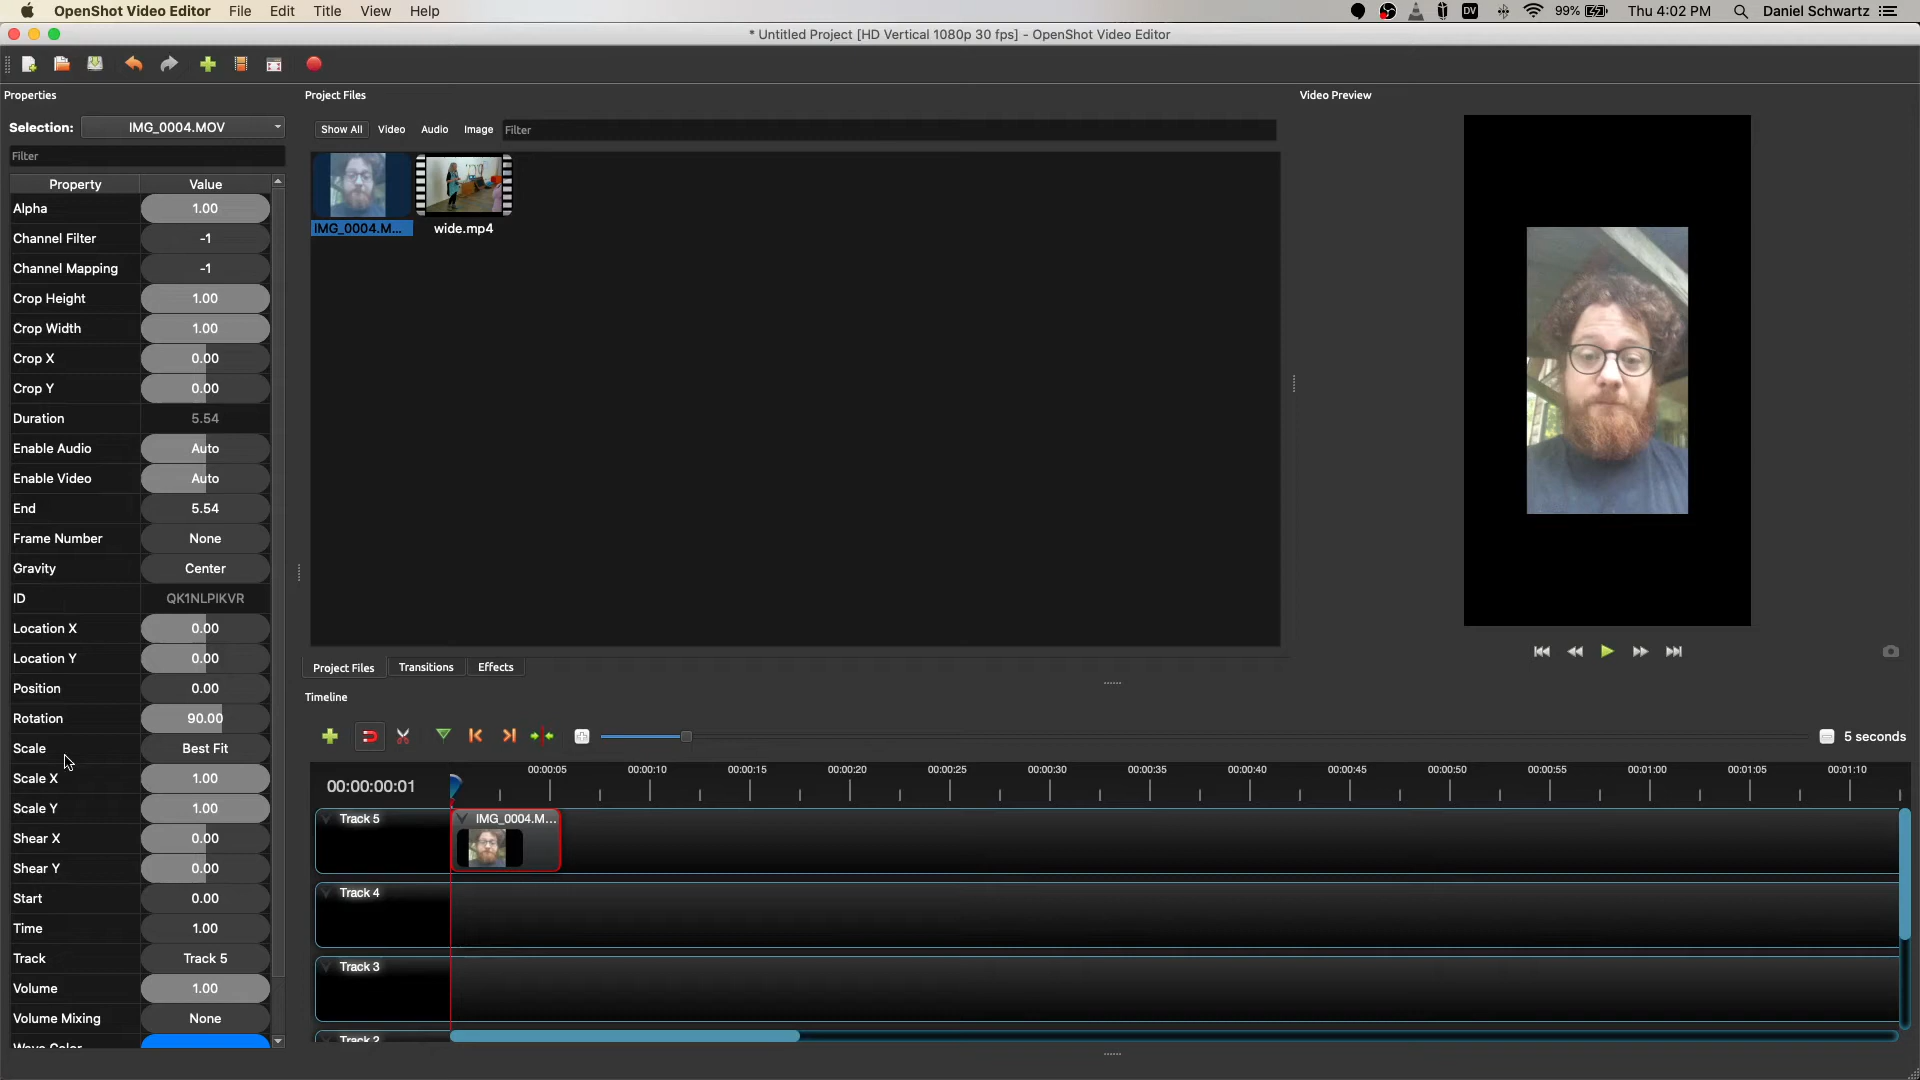 OpenShot Video Editor File Edit Title View Help DV 99% Thu 4:02 PM Daniel Schwartz
* Untitled Project [HD Vertical 1080p 30 fps] - OpenShot Video Editor
Properties
Selection: IMG_0004.MOV
Filter
Property Value
Alpha 1.00
Channel Filter -1
Channel Mapping -1
Crop Height 1.00
Crop Width 1.00
Crop X 0.00
Crop Y 0.00
Duration 5.54
Enable Audio Auto
Enable Video Auto
End 5.54
Frame Number None
Gravity Center
ID QK1NLPIKVR
Location X 0.00
Location Y 0.00
Position 0.00
Rotation 90.00
Scale Best Fit
Scale X 1.00
Scale Y 1.00
Shear X 0.00
Shear Y 0.00
Start 0.00
Time 1.00
Track Track 5
Volume 1.00
Volume Mixing None
Wave Color
Project Files
Show All Video Audio Image Filter
IMG_0004.M... wide.mp4
Project Files Transitions Effects
Video Preview
Timeline
5 seconds
00:00:00:01
00:00:05 00:00:10 00:00:15 00:00:20 00:00:25 00:00:30 00:00:35 00:00:40 00:00:45 00:00:50 00:00:55 00:01:00 00:01:05 00:01:10
Track 5
IMG_0004.M...
Track 4
Track 3
Track 2